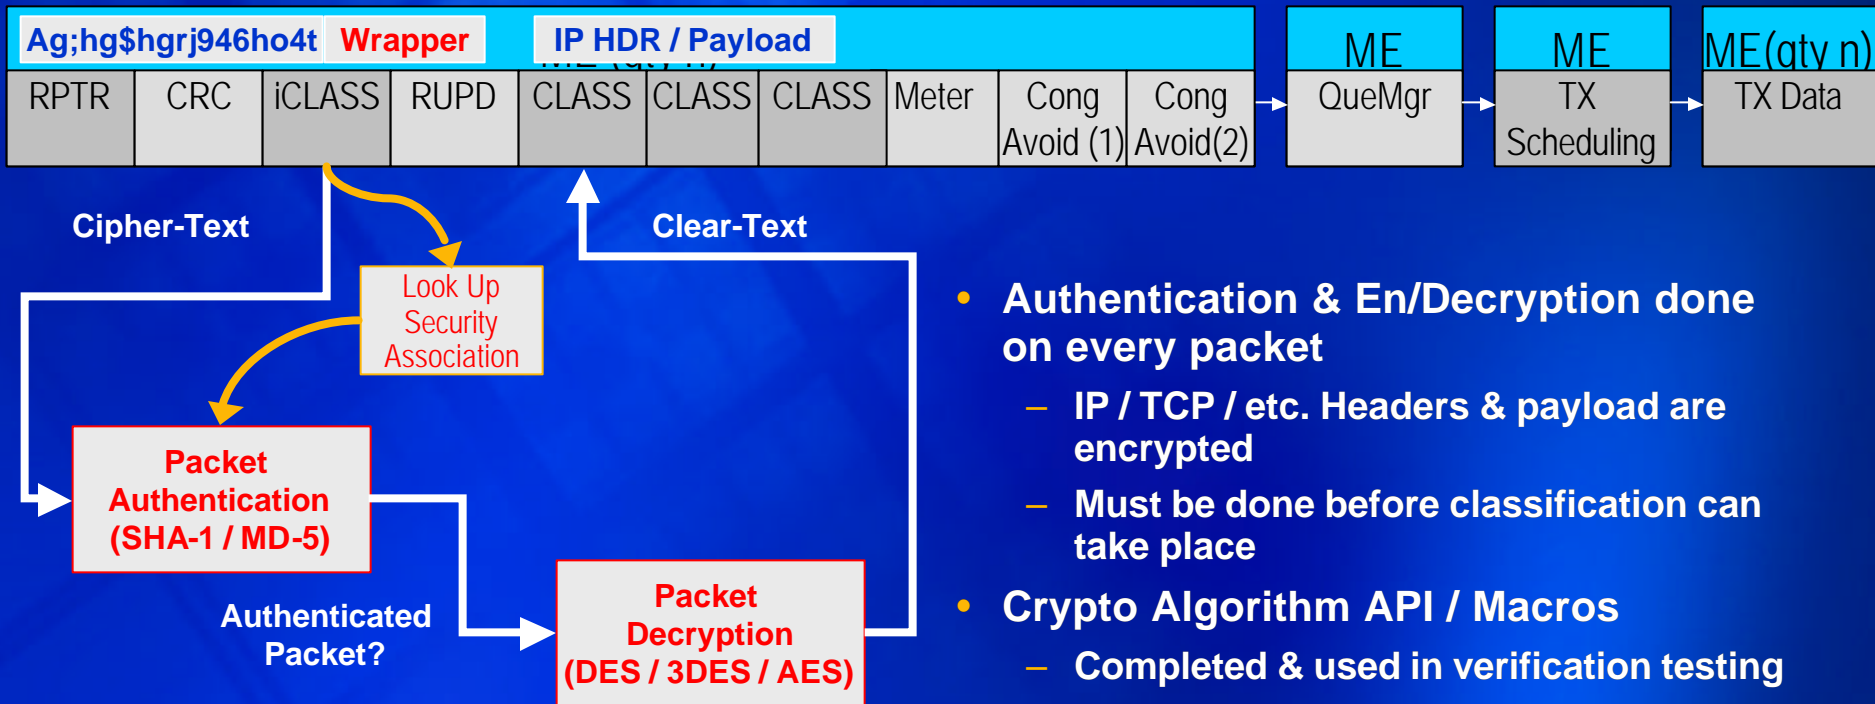 Ag;hg$hgrj946ho4t Wrapper IP HDR / Payload
ME (qty n)
ME
ME
ME(qty n)
RPTR
CRC
iCLASS
RUPD
CLASS
CLASS
CLASS
Meter
Cong
Avoid (1)
Cong
Avoid(2)
QueMgr
TX
Scheduling
TX Data
Cipher-Text
Clear-Text
Look Up
Security
Association
Packet
Authentication
(SHA-1 / MD-5)
Authenticated
Packet?
Packet
Decryption
(DES / 3DES / AES)
• Authentication & En/Decryption done
on every packet
– IP / TCP / etc. Headers & payload are
encrypted
– Must be done before classification can
take place
• Crypto Algorithm API / Macros
– Completed & used in verification testing